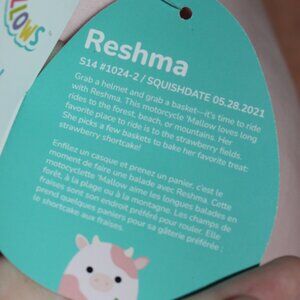 Reshma
S14 #1024-2 / SQUISHDATE 05.28.2021
Grab a helmet and grab a basket—it's time to ride
with Reshma. This motorcycle 'Mallow loves long
rides to the forest, beach, or mountains. Her
favorite place to ride is to the strawberry fields.
She picks a few baskets to bake her favorite treat:
strawberry shortcake!
Enfilez un casque et prenez un panier, c'est le
moment de faire une balade avec Reshma. Cette
motocyclette 'Mallow aime les longues balades en
forêt, à la plage ou à la montagne. Les champs de
fraises sont son endroit préféré pour rouler. Elle
prend quelques paniers pour sa gâterie préférée :
le shortcake aux fraises.